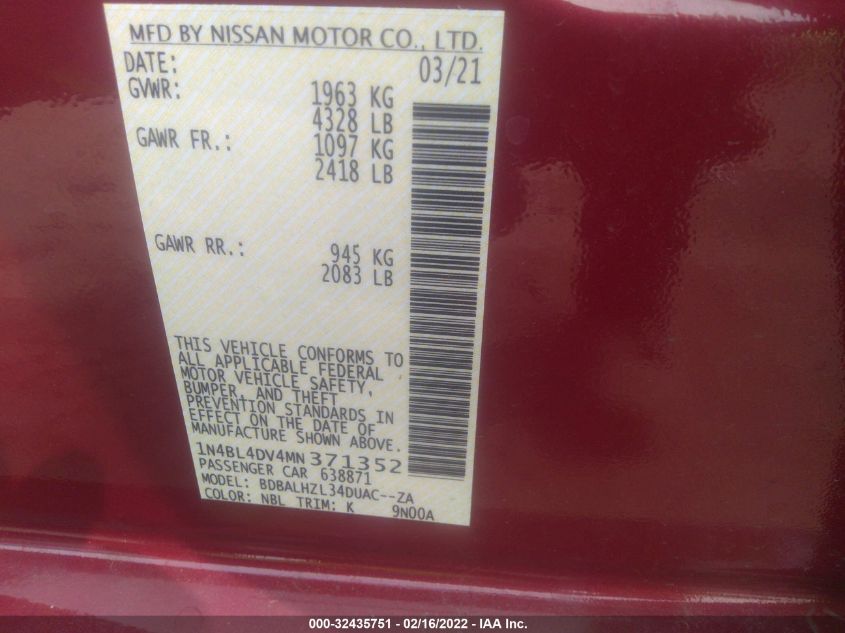 MFD BY NISSAN MOTOR CO., LTD.
DATE: 03/21
GVWR: 1963 KG
4328 LB
GAWR FR.: 1097 KG
2418 LB
GAWR RR.: 945 KG
2083 LB
THIS VEHICLE CONFORMS TO
ALL APPLICABLE FEDERAL
MOTOR VEHICLE SAFETY,
BUMPER, AND THEFT
PREVENTION STANDARDS IN
EFFECT ON THE DATE OF
MANUFACTURE SHOWN ABOVE.
1N4BL4DV4MN371352
PASSENGER CAR 638871
MODEL: BDBALHZL34DUAC--ZA
COLOR: NBL TRIM: K 9N00A
000-32435751 - 02/16/2022 - IAA Inc.